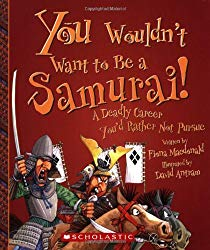 You Wouldn't
Want to Be a
Samurai!
A Deadly Career
You'd Rather Not Pursue
Written by
Fiona Macdonald
Illustrated by
David Antram
SCHOLASTIC